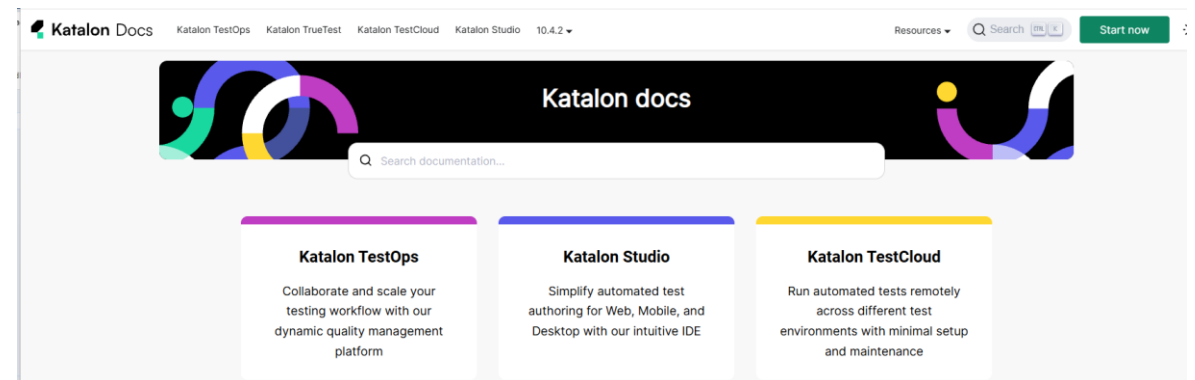 Katalon Docs Katalon TestOps Katalon TrueTest Katalon TestCloud Katalon Studio 10.4.2 Resources Search Start now
Katalon docs
Search documentation...
Katalon TestOps
Collaborate and scale your
testing workflow with our
dynamic quality management
platform
Katalon Studio
Simplify automated test
authoring for Web, Mobile, and
Desktop with our intuitive IDE
Katalon TestCloud
Run automated tests remotely
across different test
environments with minimal setup
and maintenance